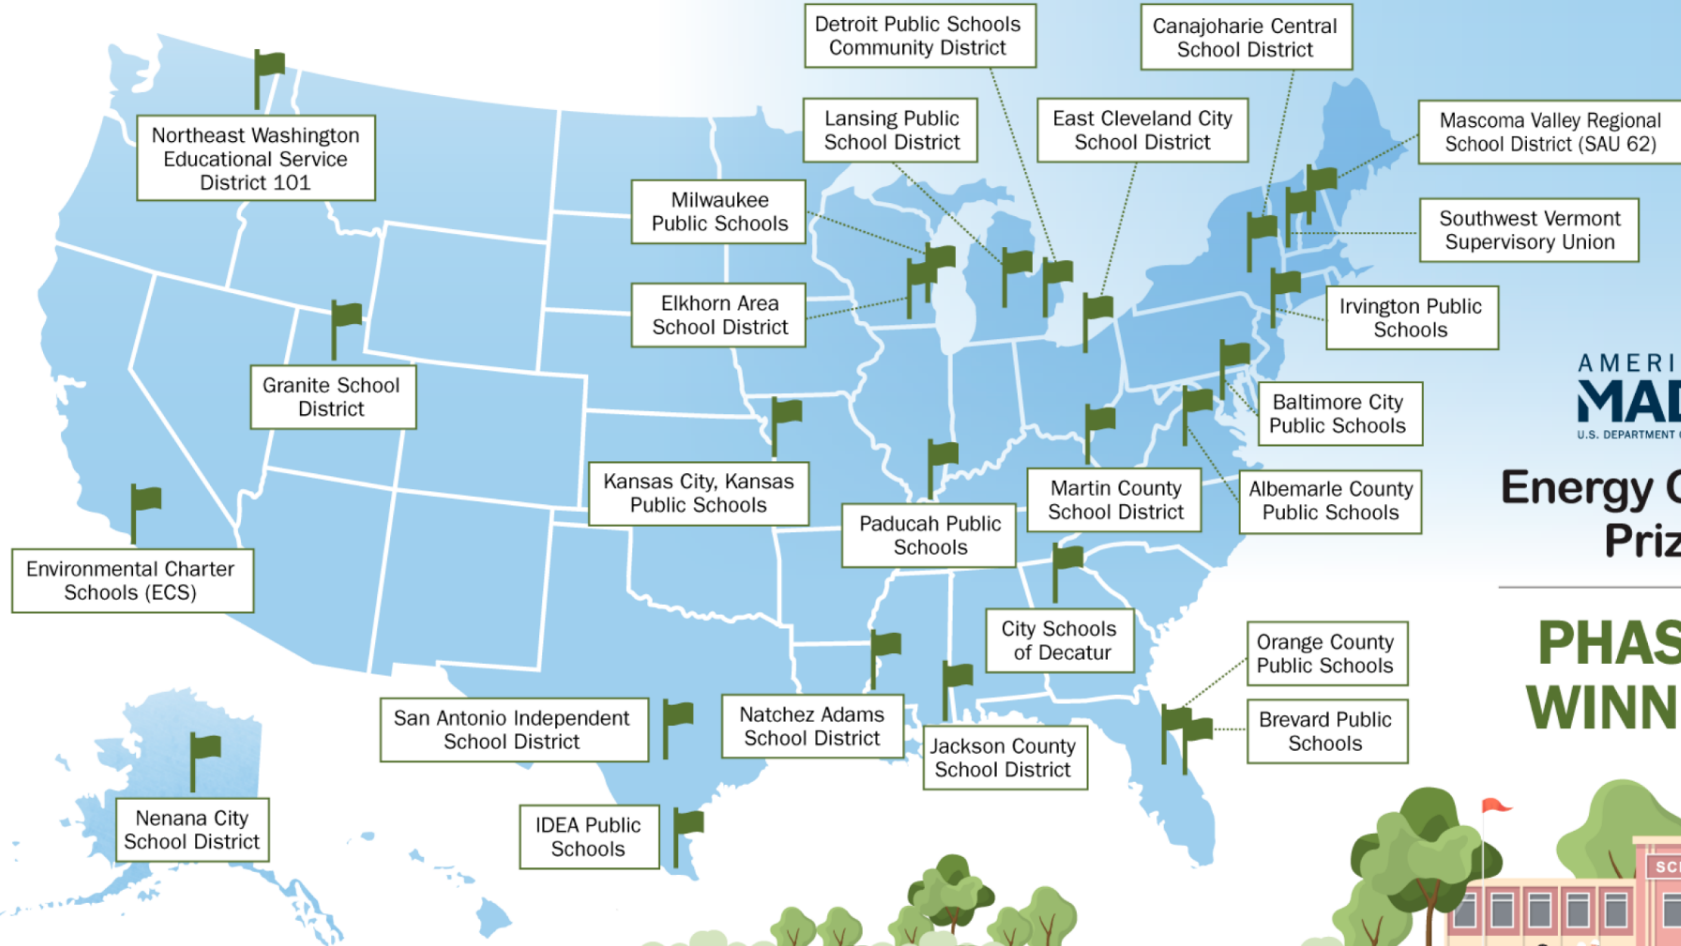 Detroit Public Schools
Community District
Canajoharie Central
School District
Lansing Public
School District
East Cleveland City
School District
Mascoma Valley Regional
School District (SAU 62)
Northeast Washington
Educational Service
District 101
Milwaukee
Public Schools
Southwest Vermont
Supervisory Union
Elkhorn Area
School District
Irvington Public
Schools
Granite School
District
Baltimore City
Public Schools
AMERI
MAD
U.S. DEPARTMENT
Kansas City, Kansas
Public Schools
Martin County
School District
Albemarle County
Public Schools
Energy C
Priz
Paducah Public
Schools
Environmental Charter
Schools (ECS)
City Schools
of Decatur
Orange County
Public Schools
PHAS
WINN
San Antonio Independent
School District
Natchez Adams
School District
Brevard Public
Schools
Jackson County
School District
Nenana City
School District
IDEA Public
Schools
SC